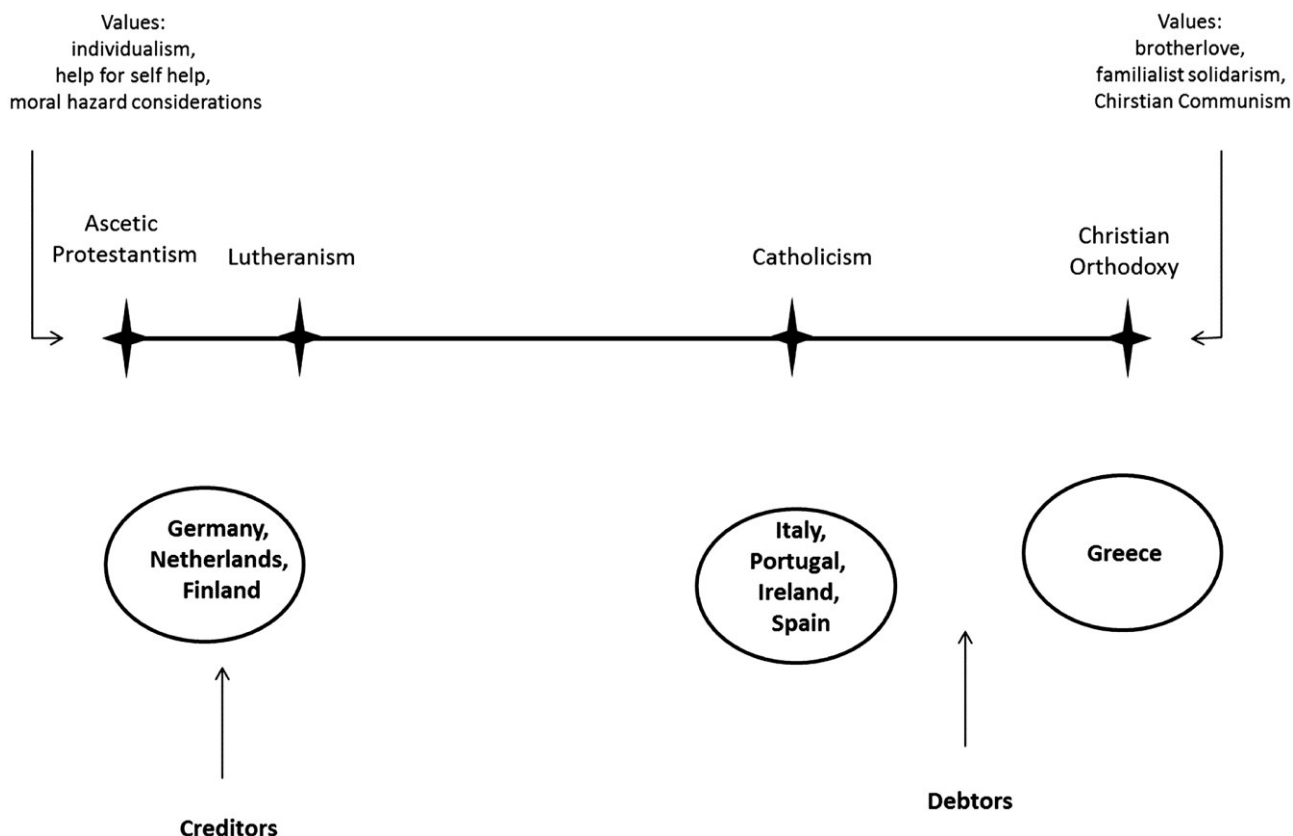 Values:
individualism,
help for self help,
moral hazard considerations
Values:
brotherlove,
familialist solidarism,
Chirstian Communism
Ascetic
Protestantism
Lutheranism
Catholicism
Christian
Orthodoxy
Germany,
Netherlands,
Finland
Italy,
Portugal,
Ireland,
Spain
Greece
Creditors
Debtors